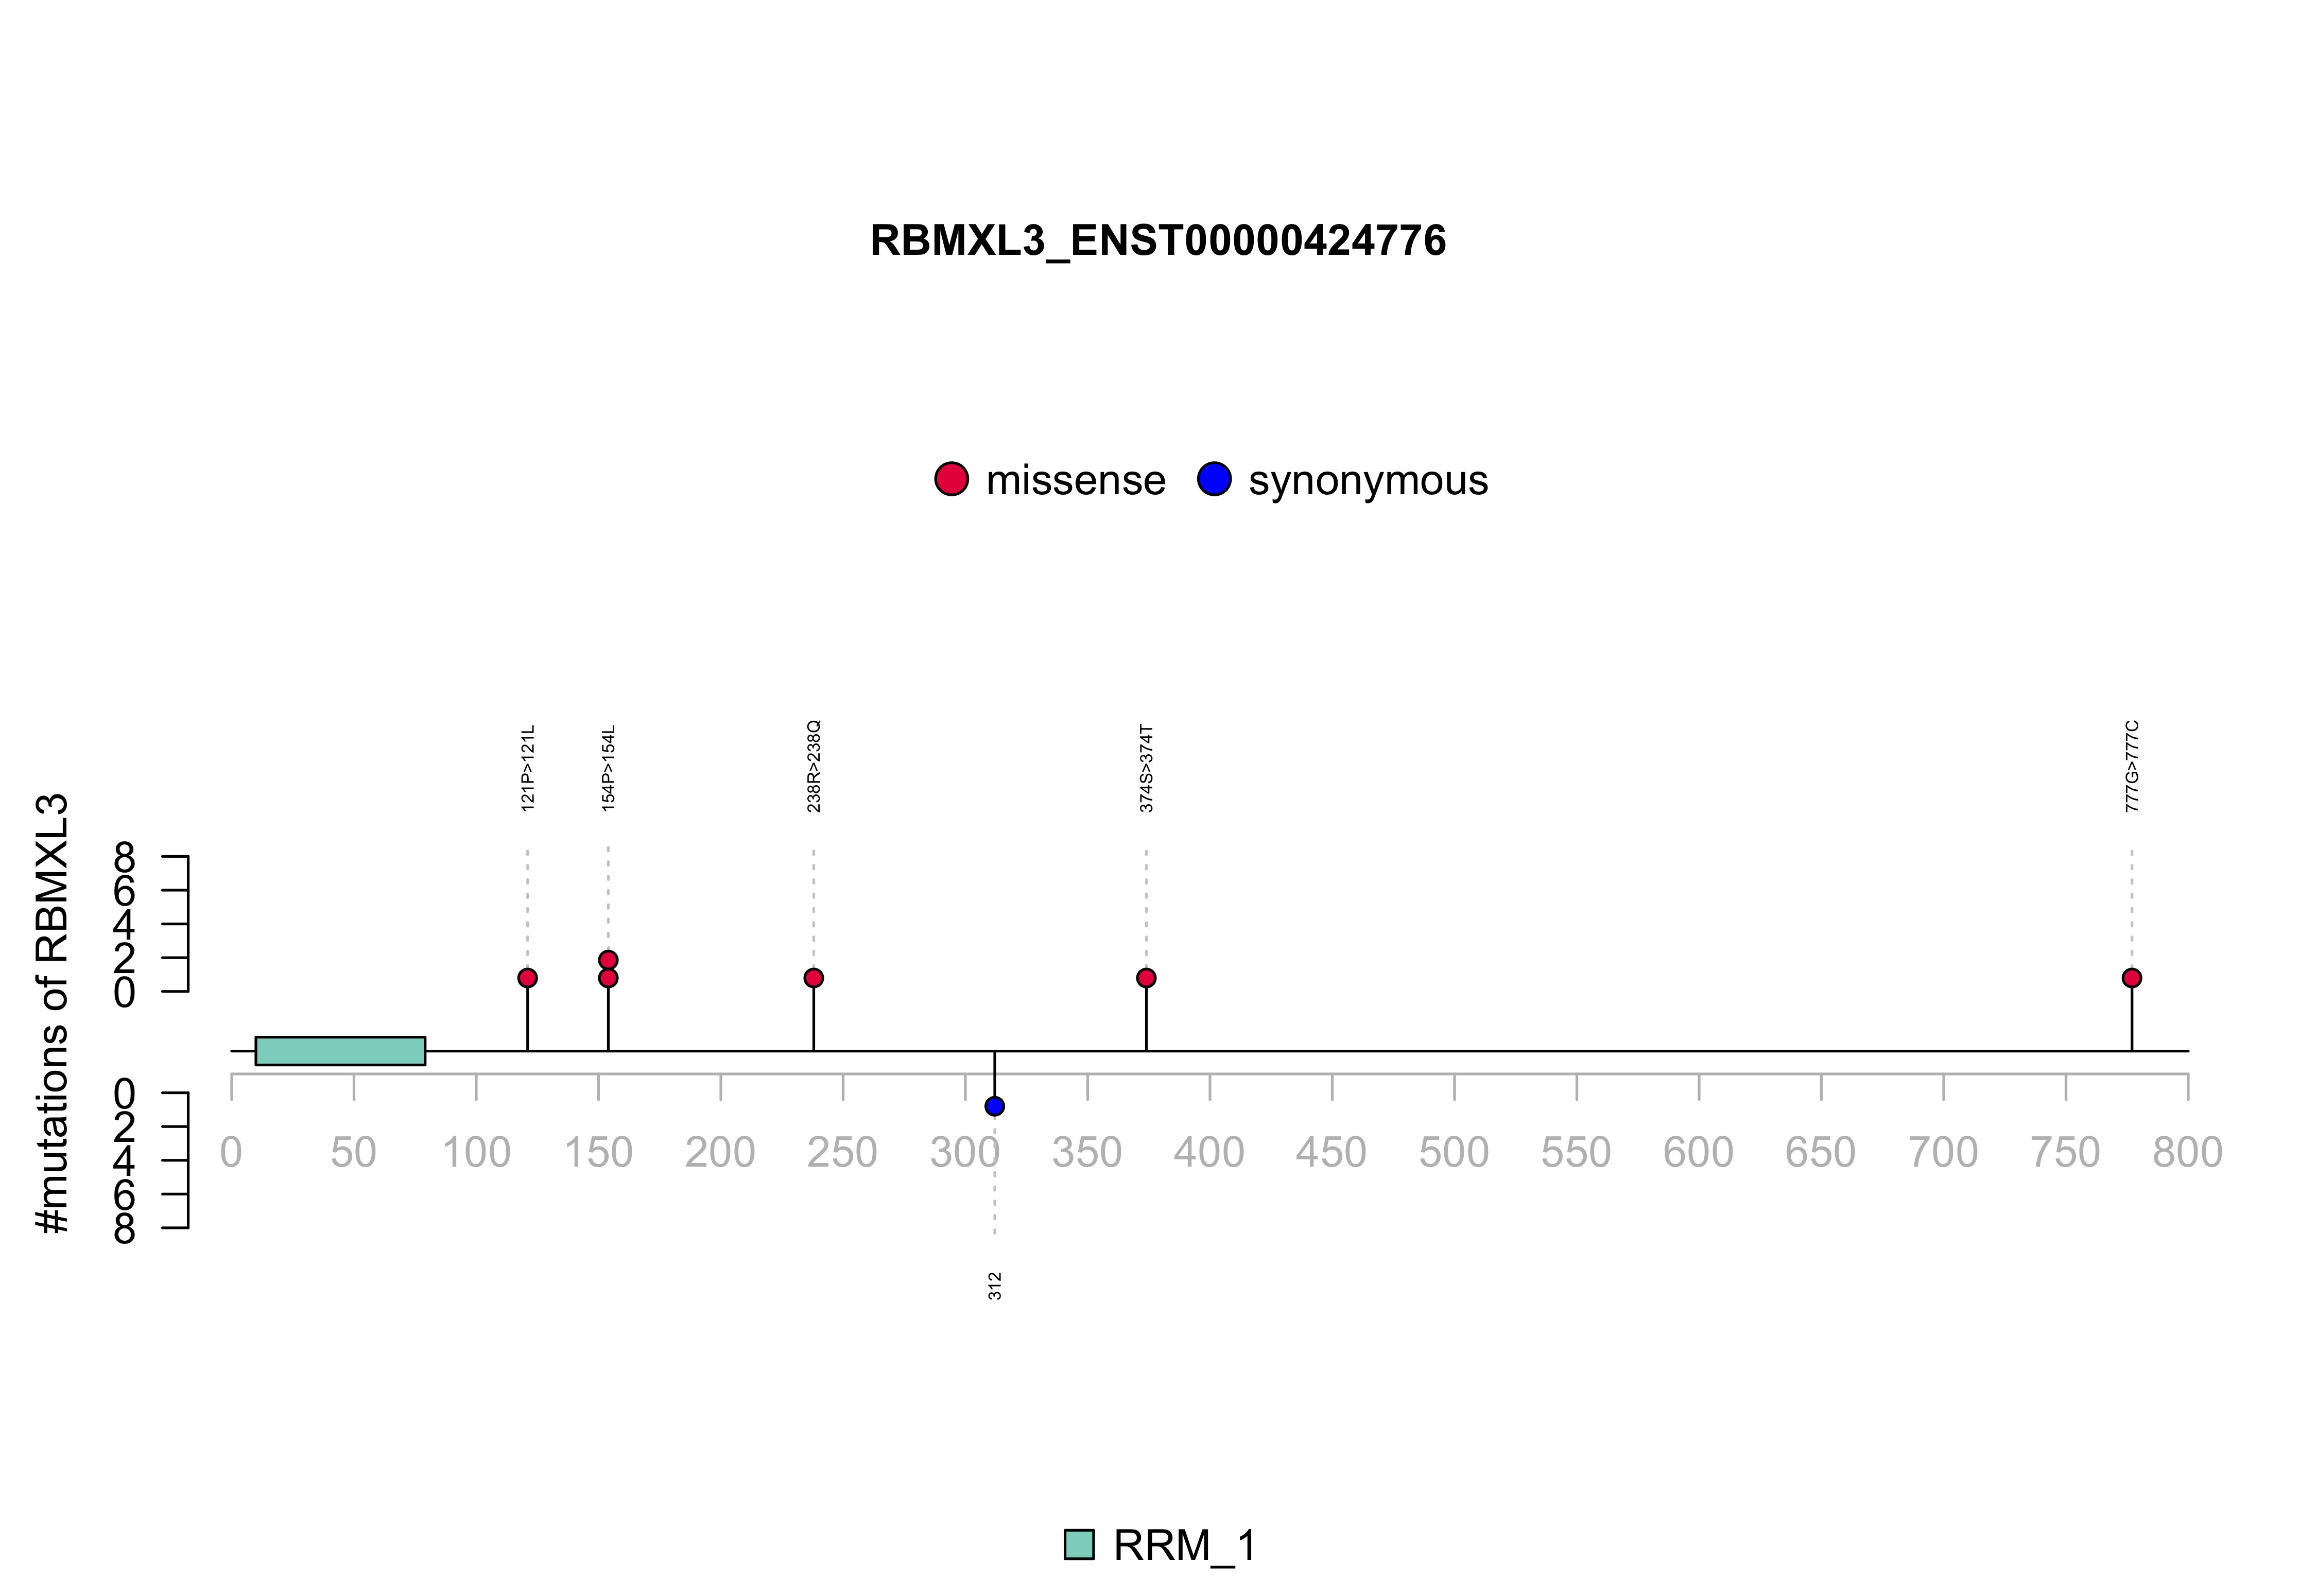 RBMXL3_ENST00000424776
missense
synonymous
121P>121L
154P>154L
238R>238Q
374S>374T
777G>777C
#mutations of RBMXL3
8
6
4
2
0
0
2
4
6
8
0 50 100 150 200 250 300 350 400 450 500 550 600 650 700 750 800
312
RRM_1